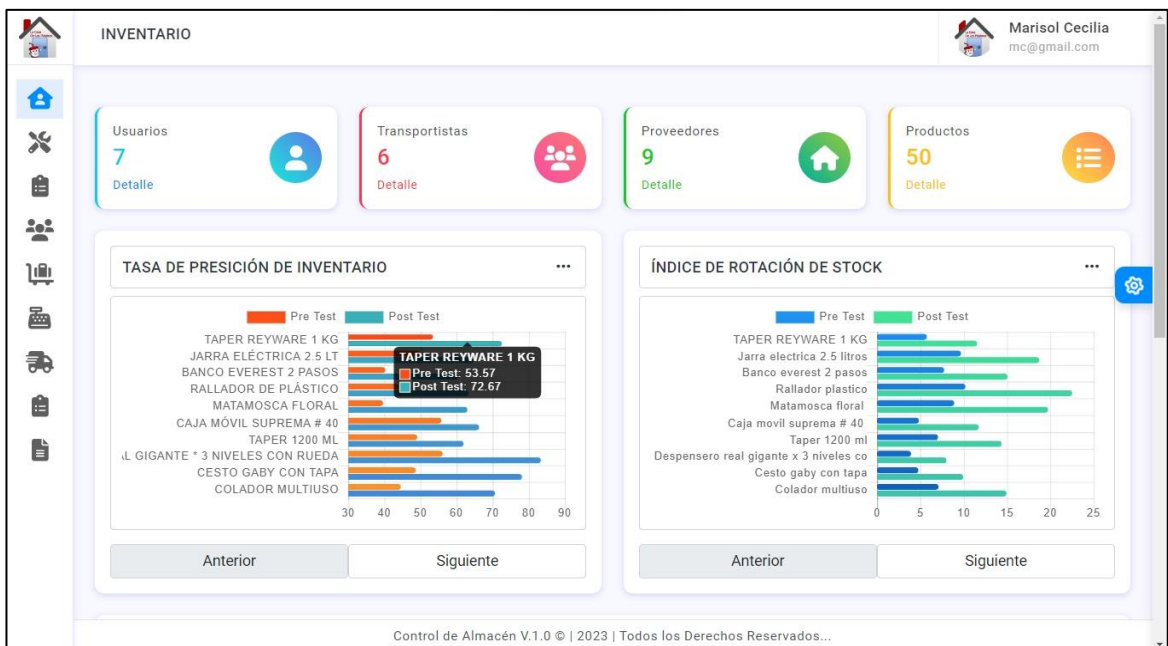 INVENTARIO
Marisol Cecilia
mc@gmail.com
Usuarios
7
Detalle
Transportistas
6
Detalle
Proveedores
9
Detalle
Productos
50
Detalle
TASA DE PRESICIÓN DE INVENTARIO
Pre Test Post Test
TAPER REYWARE 1 KG
JARRA ELÉCTRICA 2.5 LT
BANCO EVEREST 2 PASOS
RALLADOR DE PLÁSTICO
MATAMOSCA FLORAL
CAJA MÓVIL SUPREMA # 40
TAPER 1200 ML
L GIGANTE * 3 NIVELES CON RUEDA
CESTO GABY CON TAPA
COLADOR MULTIUSO
TAPER REYWARE 1 KG
Pre Test: 53.57
Post Test: 72.67
30 40 50 60 70 80 90
Anterior Siguiente
ÍNDICE DE ROTACIÓN DE STOCK
Pre Test Post Test
TAPER REYWARE 1 KG
Jarra electrica 2.5 litros
Banco everest 2 pasos
Rallador plastico
Matamosca floral
Caja movil suprema # 40
Taper 1200 ml
Despensero real gigante x 3 niveles co
Cesto gaby con tapa
Colador multiuso
0 5 10 15 20 25
Anterior Siguiente
Control de Almacén V.1.0 © | 2023 | Todos los Derechos Reservados...